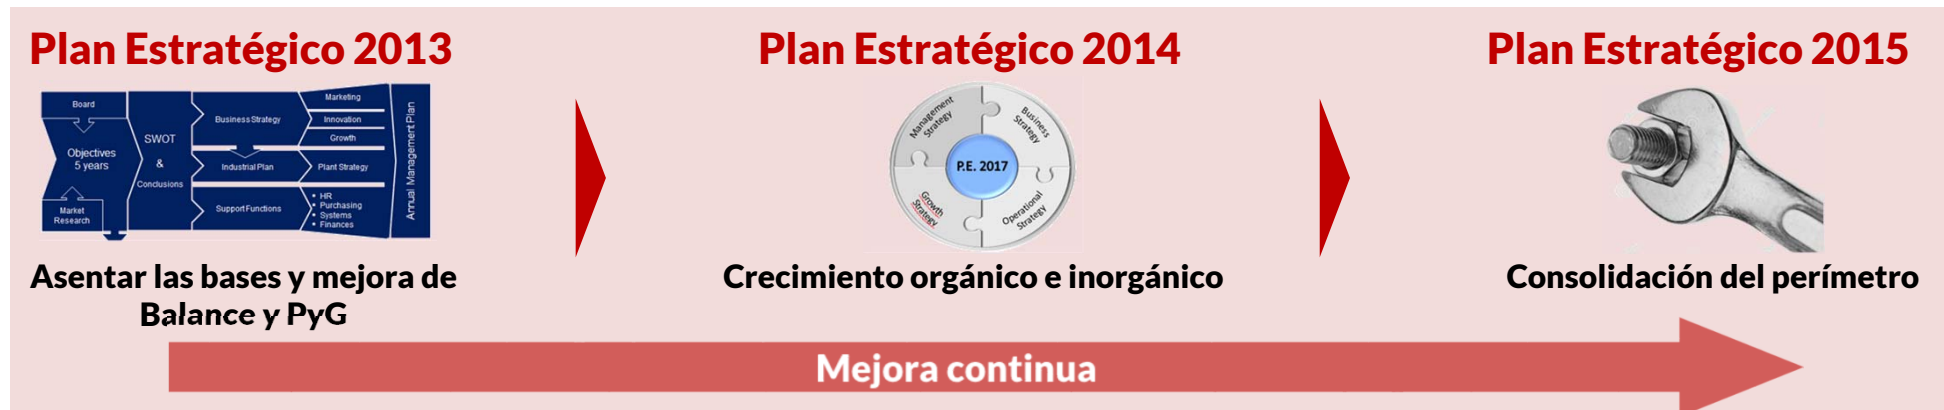 Plan Estratégico 2013
Plan Estratégico 2014
Plan Estratégico 2015
Board
Objectives
5 years
Market
Research
SWOT
&
Conclusions
Business Strategy
Industrial Plan
Support Functions
Marketing
Innovation
Growth
Plant Strategy
• HR
• Purchasing
• Systems
• Finances
Annual Management Plan
Management
Strategy
Business
Strategy
P.E. 2017
Growth
Strategy
Operational
Strategy
Asentar las bases y mejora de
Balance y PyG
Crecimiento orgánico e inorgánico
Consolidación del perímetro
Mejora continua